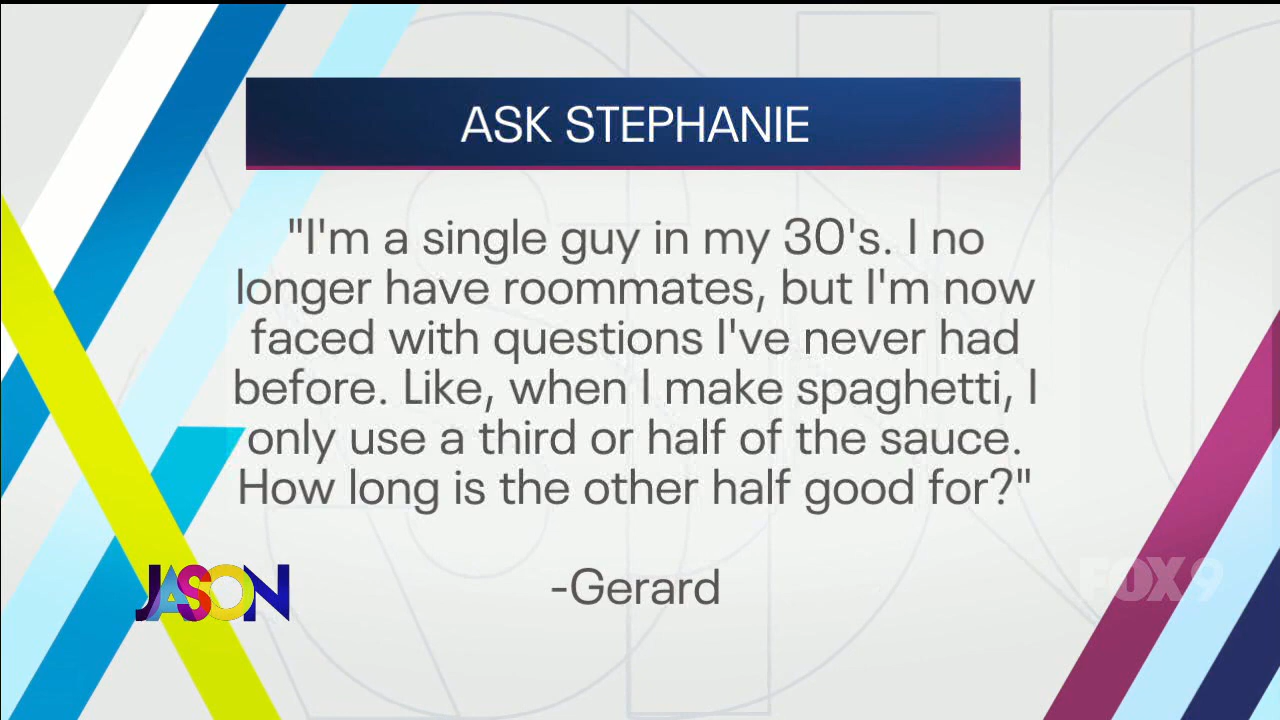 ASK STEPHANIE
"I'm a single guy in my 30's. I no
longer have roommates, but I'm now
faced with questions I've never had
before. Like, when I make spaghetti, I
only use a third or half of the sauce.
How long is the other half good for?"
-Gerard
JASON
FOX 9